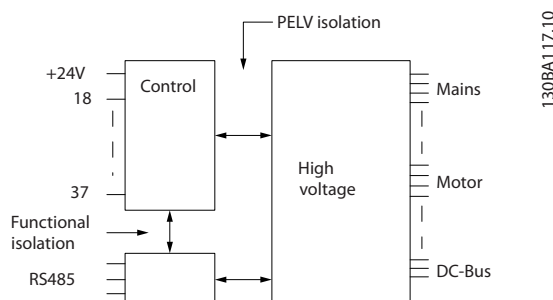 PELV isolation
130BA117.10
+24V
Control
18
Mains
High
voltage
37
Motor
Functional
isolation
RS485
DC-Bus